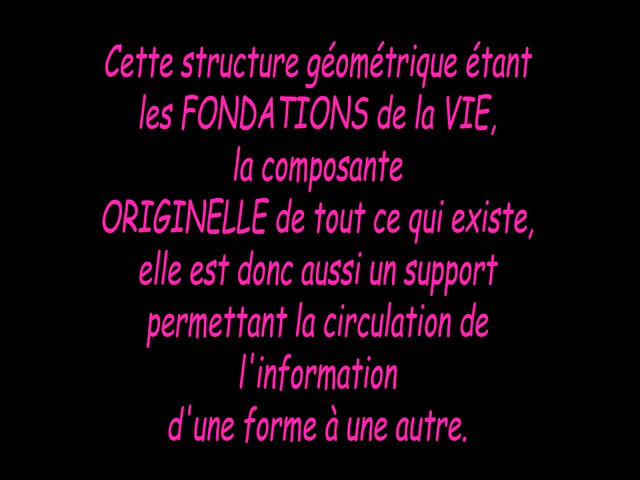 Cette structure géométrique étant
les FONDATIONS de la VIE,
la composante
ORIGINELLE de tout ce qui existe,
elle est donc aussi un support
permettant la circulation de
l'information
d'une forme à une autre.